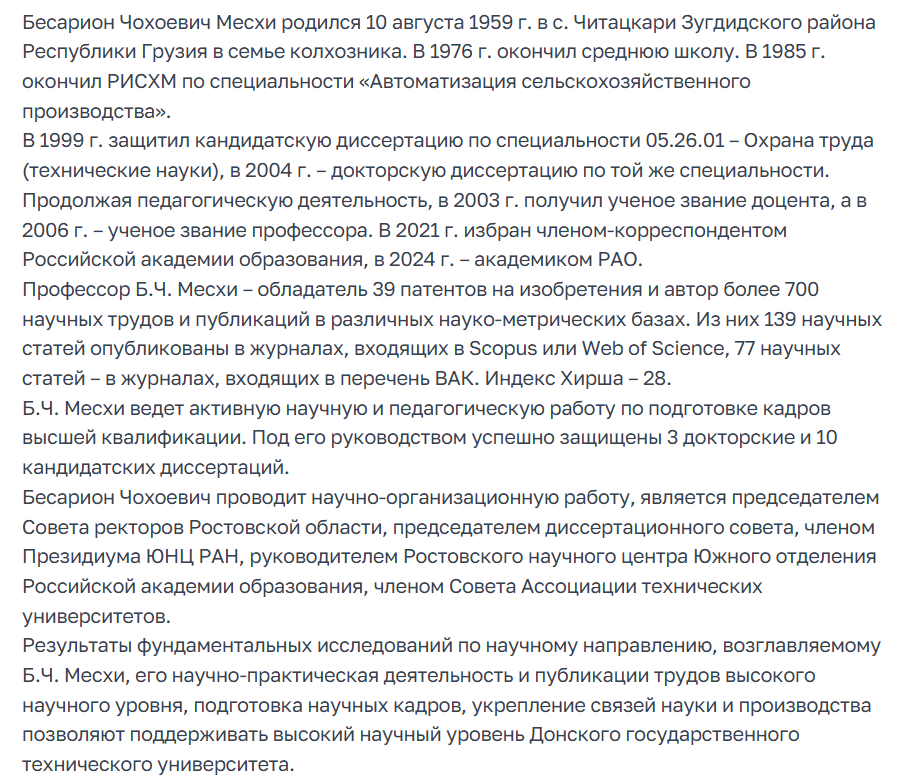 Бесарион Чохоевич Месхи родился 10 августа 1959 г. в с. Читацкари Зугдидского района
Республики Грузия в семье колхозника. В 1976 г. окончил среднюю школу. В 1985 г.
окончил РИСХМ по специальности «Автоматизация сельскохозяйственного
производства».
В 1999 г. защитил кандидатскую диссертацию по специальности 05.26.01 – Охрана труда
(технические науки), в 2004 г. – докторскую диссертацию по той же специальности.
Продолжая педагогическую деятельность, в 2003 г. получил ученое звание доцента, а в
2006 г. – ученое звание профессора. В 2021 г. избран членом-корреспондентом
Российской академии образования, в 2024 г. – академиком РАО.
Профессор Б.Ч. Месхи – обладатель 39 патентов на изобретения и автор более 700
научных трудов и публикаций в различных науко-метрических базах. Из них 139 научных
статей опубликованы в журналах, входящих в Scopus или Web of Science, 77 научных
статей – в журналах, входящих в перечень ВАК. Индекс Хирша – 28.
Б.Ч. Месхи ведет активную научную и педагогическую работу по подготовке кадров
высшей квалификации. Под его руководством успешно защищены 3 докторские и 10
кандидатских диссертаций.
Бесарион Чохоевич проводит научно-организационную работу, является председателем
Совета ректоров Ростовской области, председателем диссертационного совета, членом
Президиума ЮНЦ РАН, руководителем Ростовского научного центра Южного отделения
Российской академии образования, членом Совета Ассоциации технических
университетов.
Результаты фундаментальных исследований по научному направлению, возглавляемому
Б.Ч. Месхи, его научно-практическая деятельность и публикации трудов высокого
научного уровня, подготовка научных кадров, укрепление связей науки и производства
позволяют поддерживать высокий научный уровень Донского государственного
технического университета.